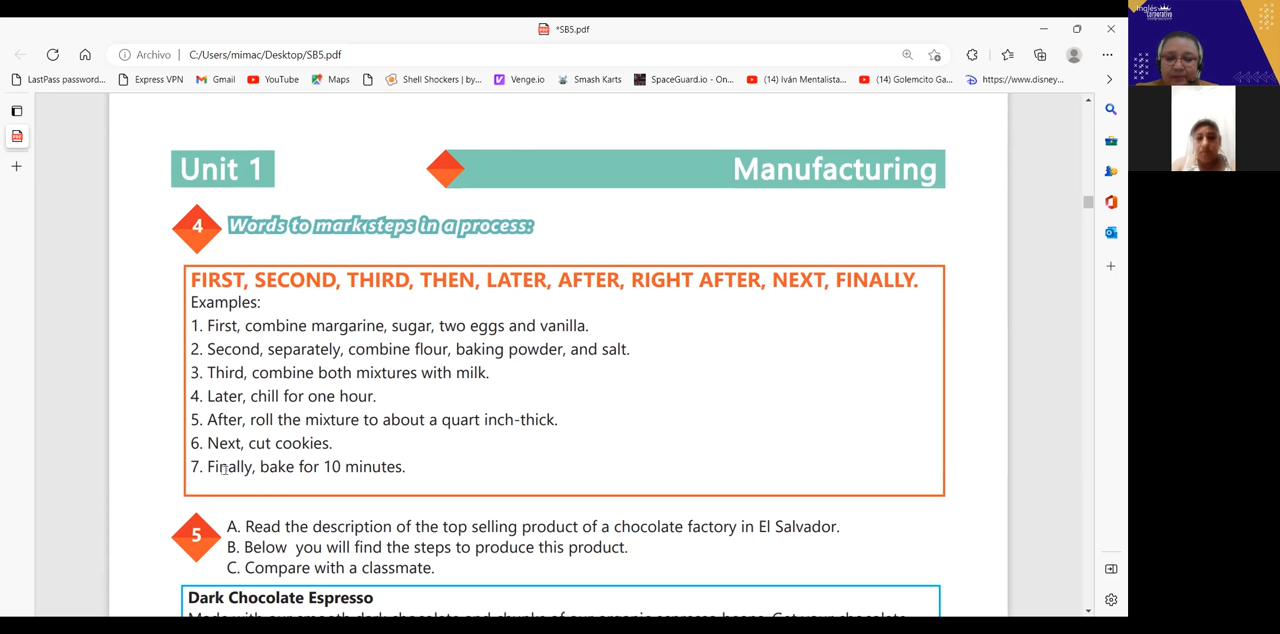 *SB5.pdf
Archivo | C:/Users/mimac/Desktop/SB5.pdf
LastPass password... Express VPN Gmail YouTube Maps Shell Shockers | by... Venge.io Smash Karts SpaceGuard.io - On... (14) Iván Mentalista... (14) Golemcito Ga... https://www.disney...
Inglés
Corporativo
Unit 1
Manufacturing
4 Words to mark steps in a process:
FIRST, SECOND, THIRD, THEN, LATER, AFTER, RIGHT AFTER, NEXT, FINALLY.
Examples:
1. First, combine margarine, sugar, two eggs and vanilla.
2. Second, separately, combine flour, baking powder, and salt.
3. Third, combine both mixtures with milk.
4. Later, chill for one hour.
5. After, roll the mixture to about a quart inch-thick.
6. Next, cut cookies.
7. Finally, bake for 10 minutes.
5 A. Read the description of the top selling product of a chocolate factory in El Salvador.
B. Below you will find the steps to produce this product.
C. Compare with a classmate.
Dark Chocolate Espresso